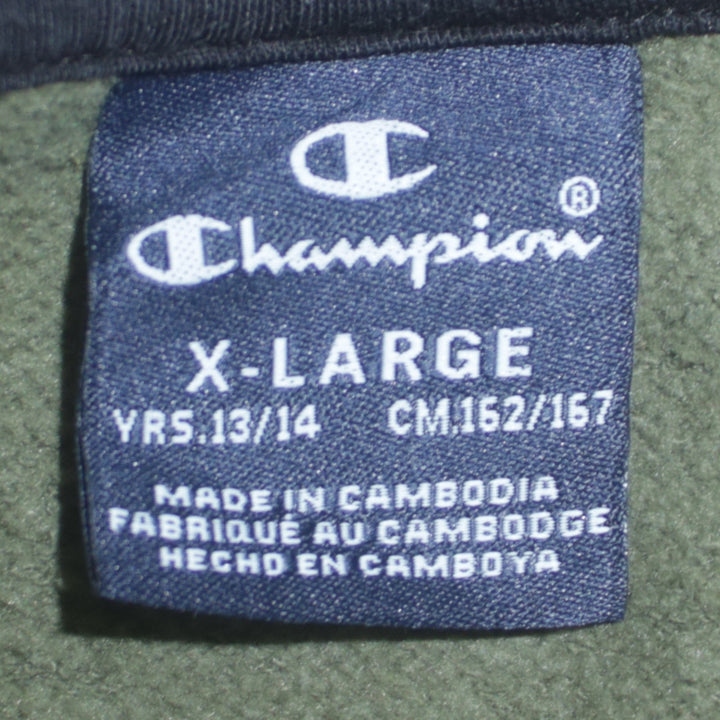 Champion®
X-LARGE
YRS.13/14 CM.162/167
MADE IN CAMBODIA
FABRIQUÉ AU CAMBODGE
HECHO EN CAMBOYA